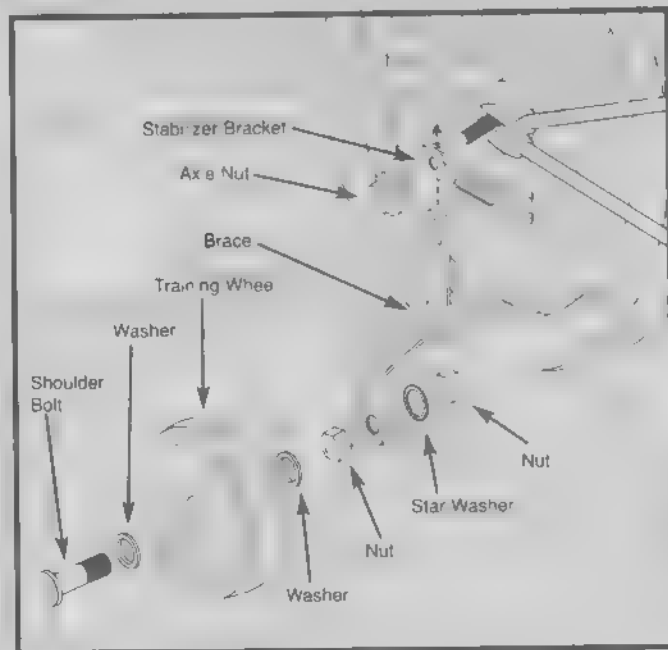 Stabilizer Bracket
Axle Nut
Brace
Training Wheel
Washer
Shoulder
Bolt
Nut
Star Washer
Nut
Washer